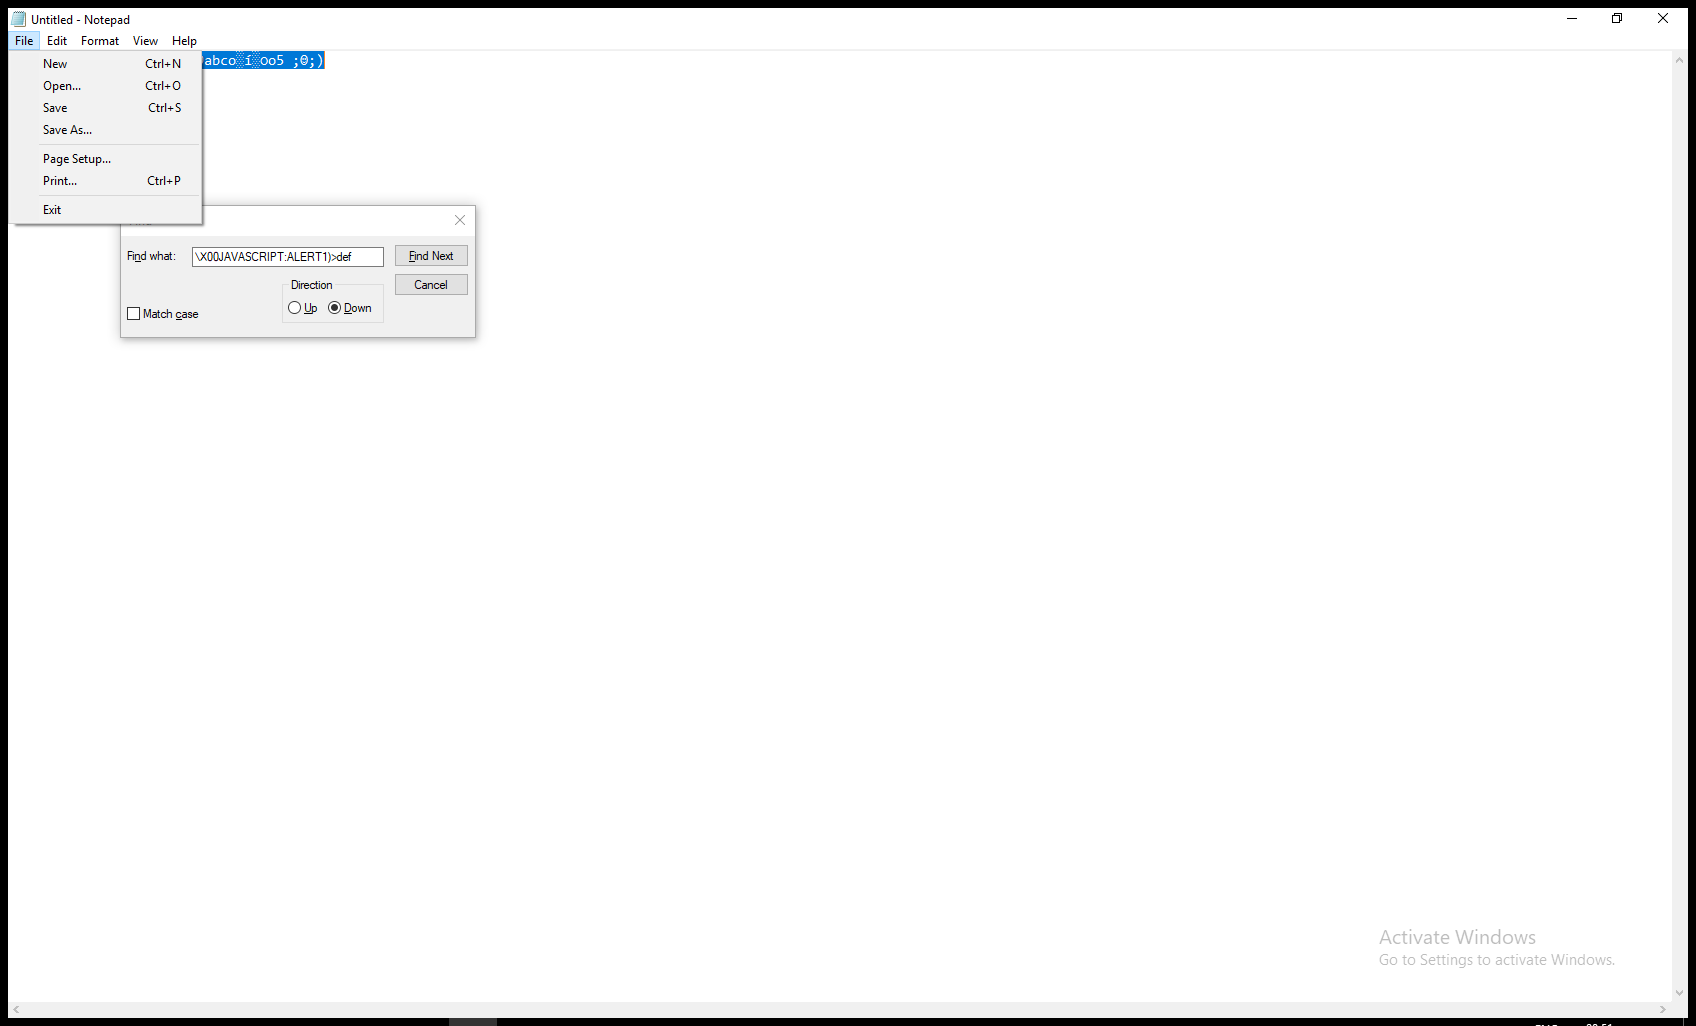 Untitled - Notepad
File Edit Format View Help
New Ctrl+N
Open... Ctrl+O
Save Ctrl+S
Save As...
Page Setup...
Print... Ctrl+P
Exit
;0;)
Find what: \X00JAVASCRIPT:ALERT1)>def Find Next
Direction Cancel
Up Down
Match case
Activate Windows
Go to Settings to activate Windows.